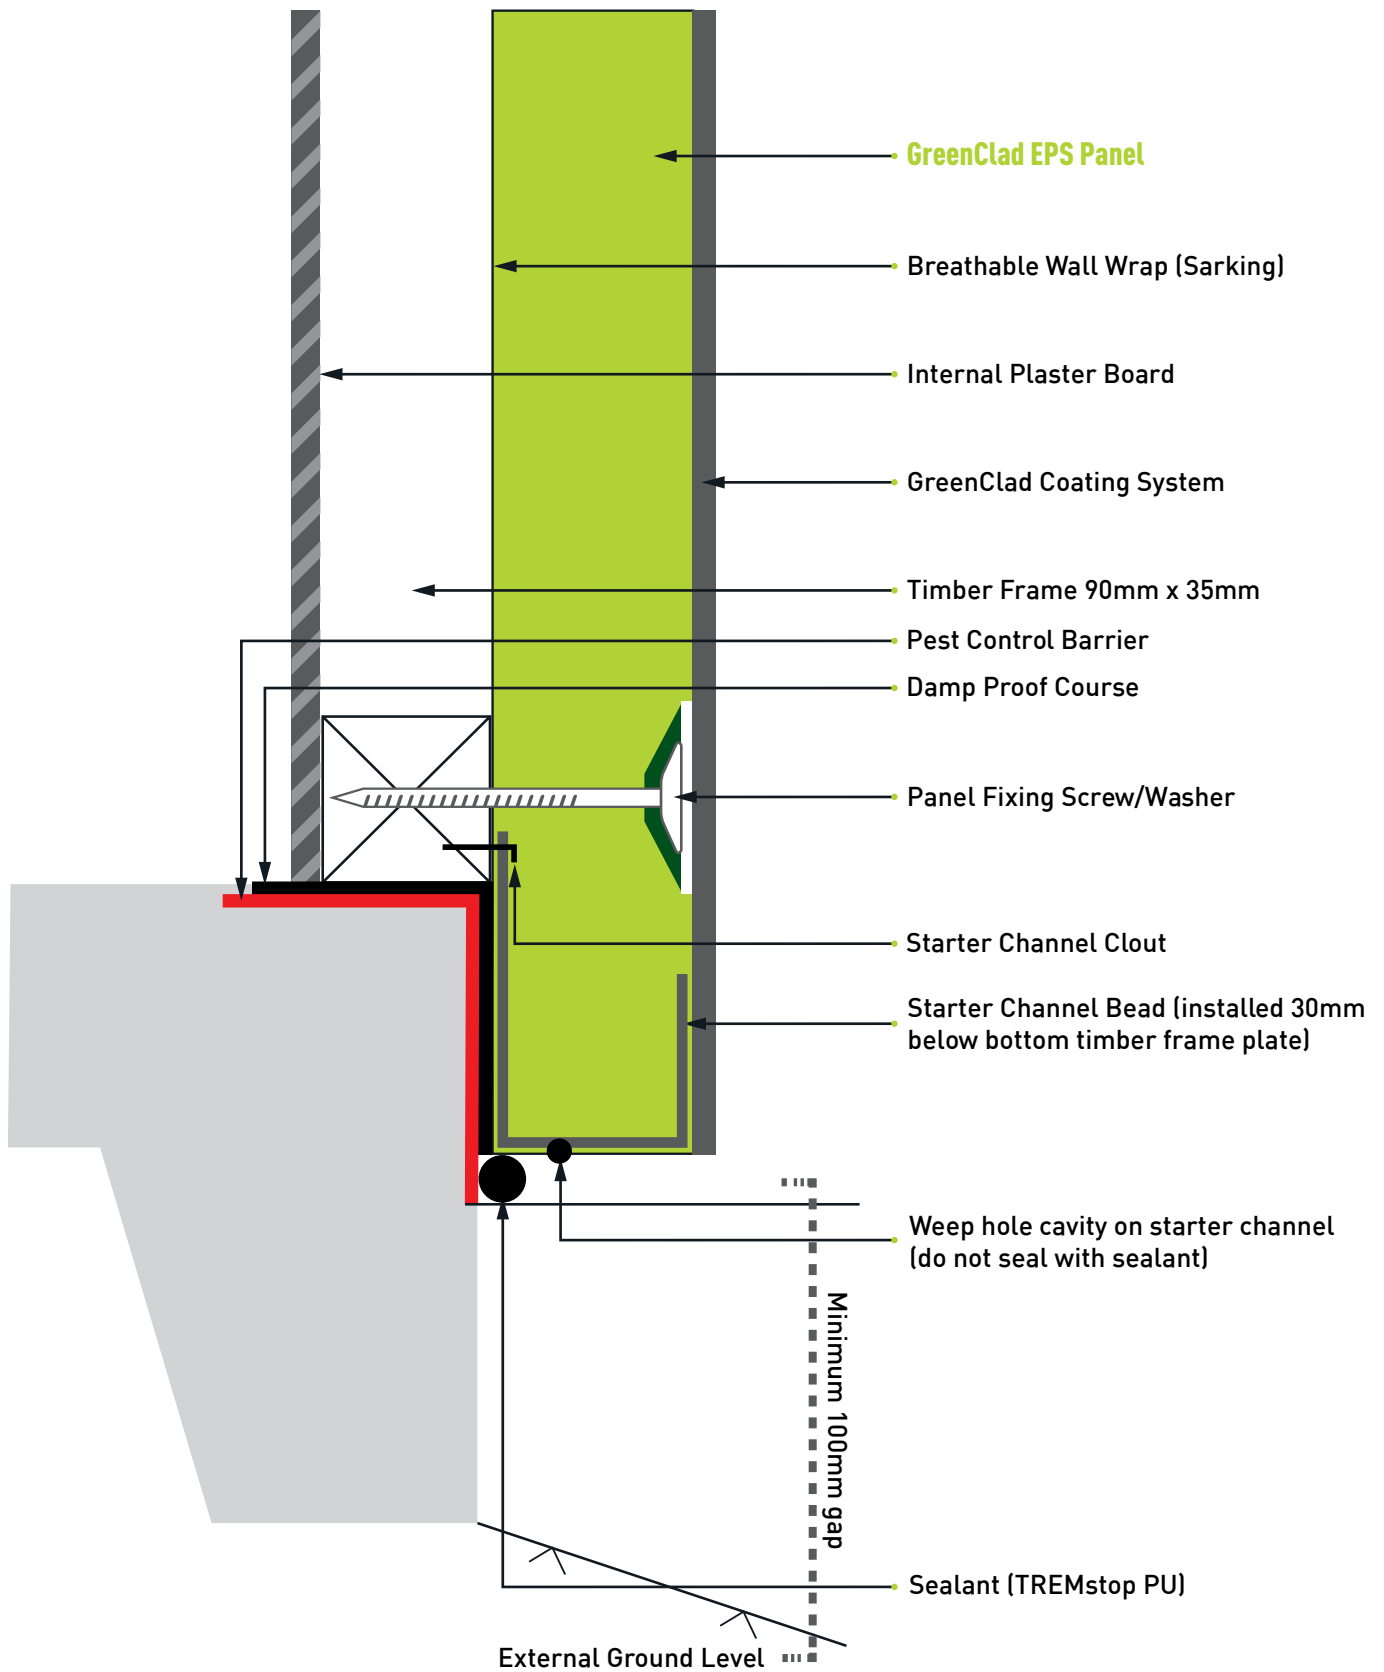 GreenClad EPS Panel
Breathable Wall Wrap (Sarking)
Internal Plaster Board
GreenClad Coating System
Timber Frame 90mm x 35mm
Pest Control Barrier
Damp Proof Course
Panel Fixing Screw/Washer
Starter Channel Clout
Starter Channel Bead (installed 30mm
below bottom timber frame plate)
Weep hole cavity on starter channel
(do not seal with sealant)
Minimum 100mm gap
Sealant (TREMstop PU)
External Ground Level